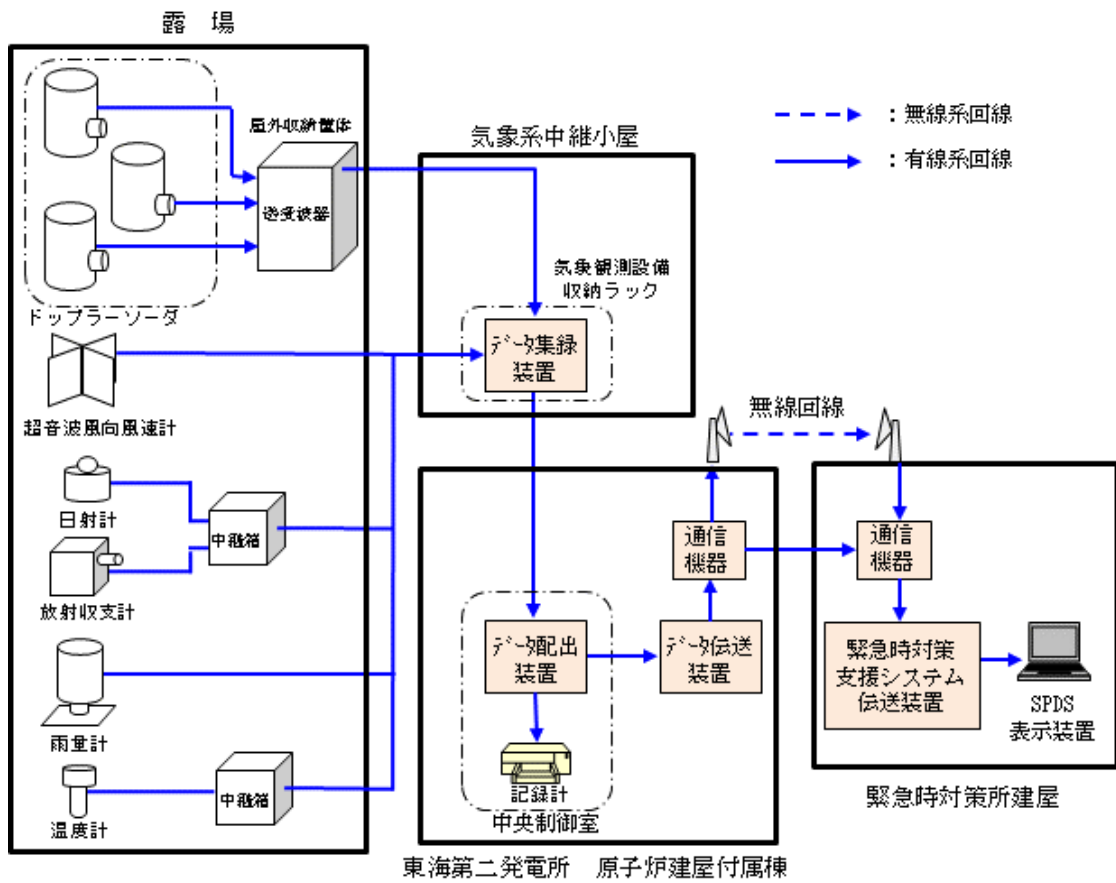 露　場
屋外収納筐体
送受波器
ドップラーソーダ
超音波風向風速計
日射計
放射収支計
中継箱
雨量計
温度計
中継箱
気象系中継小屋
気象観測設備
収納ラック
データ集録
装置
：無線系回線
：有線系回線
無線回線
通信
機器
データ配出
装置
データ伝送
装置
記録計
中央制御室
東海第二発電所　原子炉建屋付属棟
通信
機器
緊急時対策
支援システム
伝送装置
SPDS
表示装置
緊急時対策所建屋